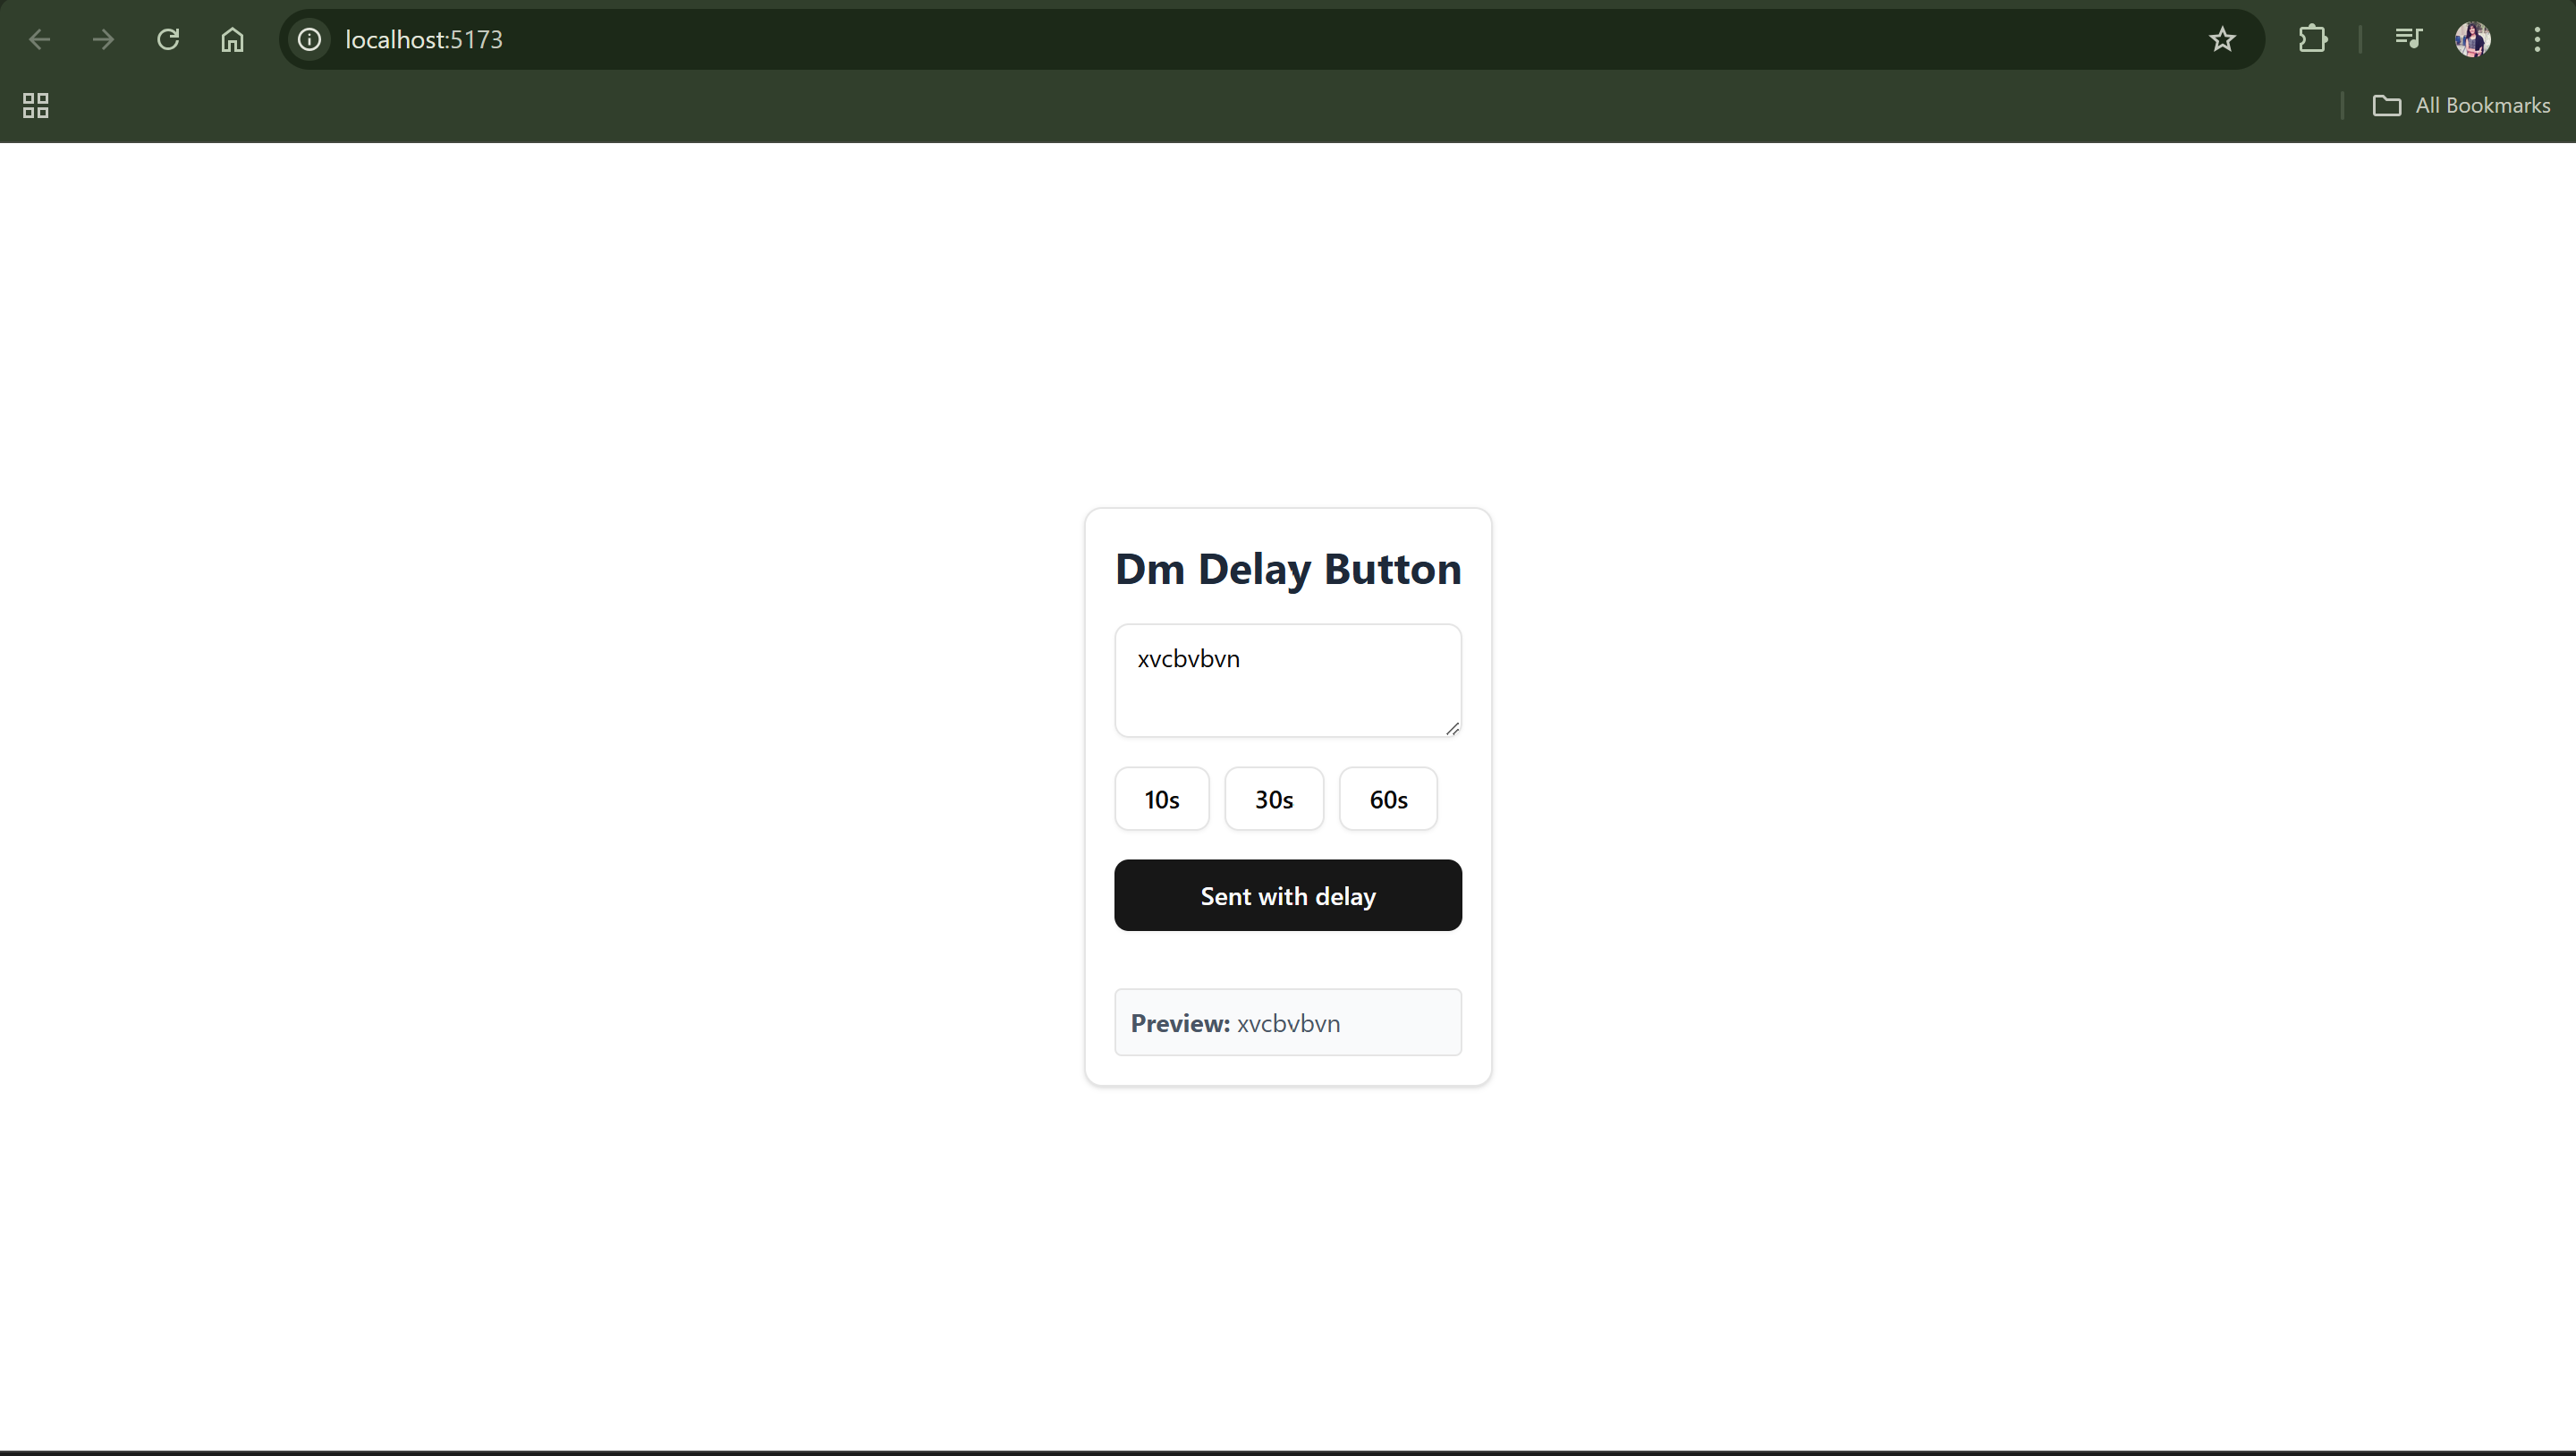 localhost:5173
All Bookmarks
Dm Delay Button
xvcbvbvn
10s 30s 60s
Sent with delay
Preview: xvcbvbvn